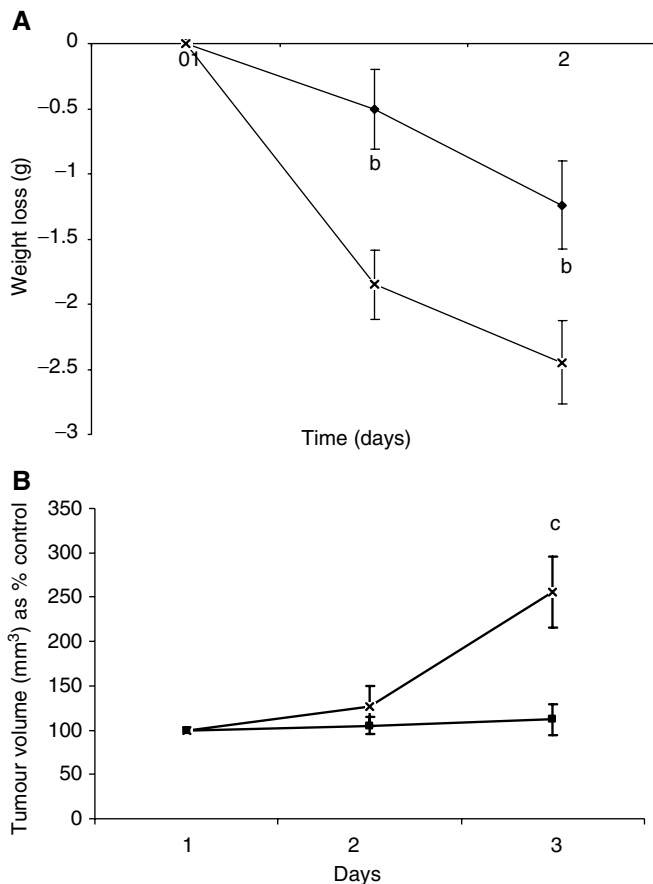 A
0
01
2
–0.5
b
–1
–1.5
b
–2
–2.5
–3
Weight loss (g)
Time (days)
B
350
c
300
250
200
150
100
50
0
Tumour volume (mm³) as % control
1 2 3
Days